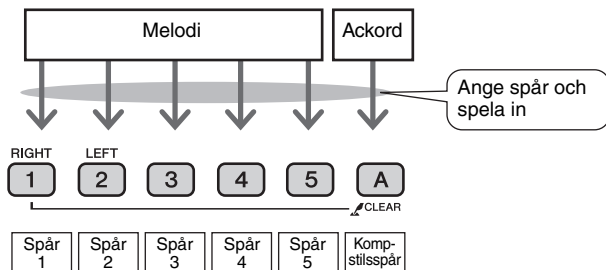 Melodi
Ackord
Ange spår och
spela in
RIGHT
LEFT
1
2
3
4
5
A
CLEAR
Spår
1
Spår
2
Spår
3
Spår
4
Spår
5
Komp-
stilsspår